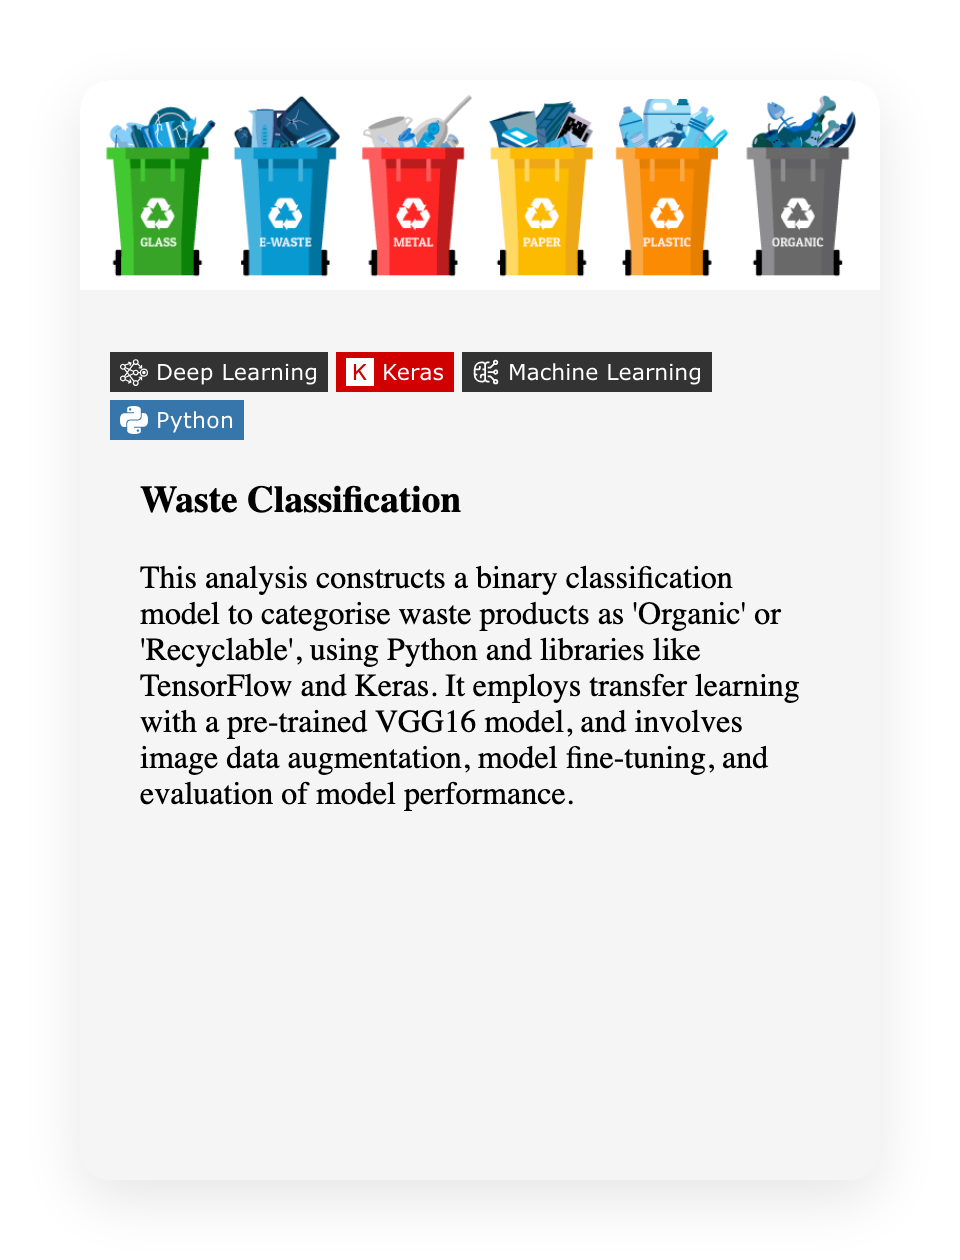 GLASS E-WASTE METAL PAPER PLASTIC ORGANIC
Deep Learning K Keras Machine Learning
Python
Waste Classification
This analysis constructs a binary classification
model to categorise waste products as 'Organic' or
'Recyclable', using Python and libraries like
TensorFlow and Keras. It employs transfer learning
with a pre-trained VGG16 model, and involves
image data augmentation, model fine-tuning, and
evaluation of model performance.